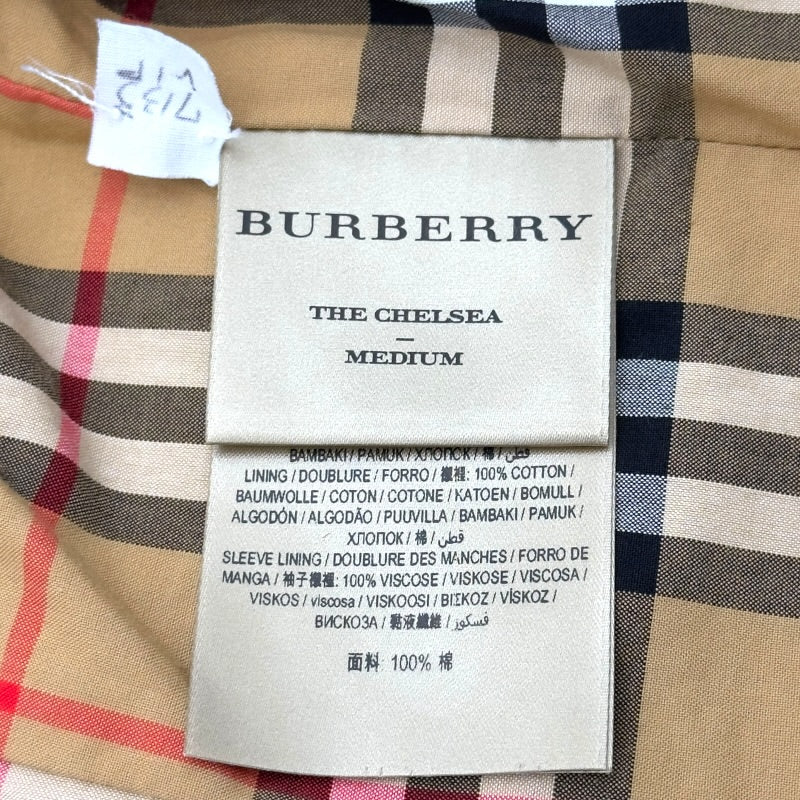 BURBERRY
THE CHELSEA
–
MEDIUM
BAMBAKI / PAMUK / ХЛОПОК / 棉 / قطن
LINING / DOUBLURE / FORRO / 襯裡: 100% COTTON /
BAUMWOLLE / COTON / COTONE / KATOEN / BOMULL /
ALGODÓN / ALGODÃO / PUUVILLA / BAMBAKI / PAMUK /
ХЛОПОК / 棉 / قطن
SLEEVE LINING / DOUBLURE DES MANCHES / FORRO DE
MANGA / 袖子襯裡: 100% VISCOSE / VISKOSE / VISCOSA /
VISKOS / viscosa / VISKOOSI / ΒΙΣΚΟΖ / VİSKOZ /
ВИСКОЗА / 黏液纖維 / فسكوز
面料 100% 棉